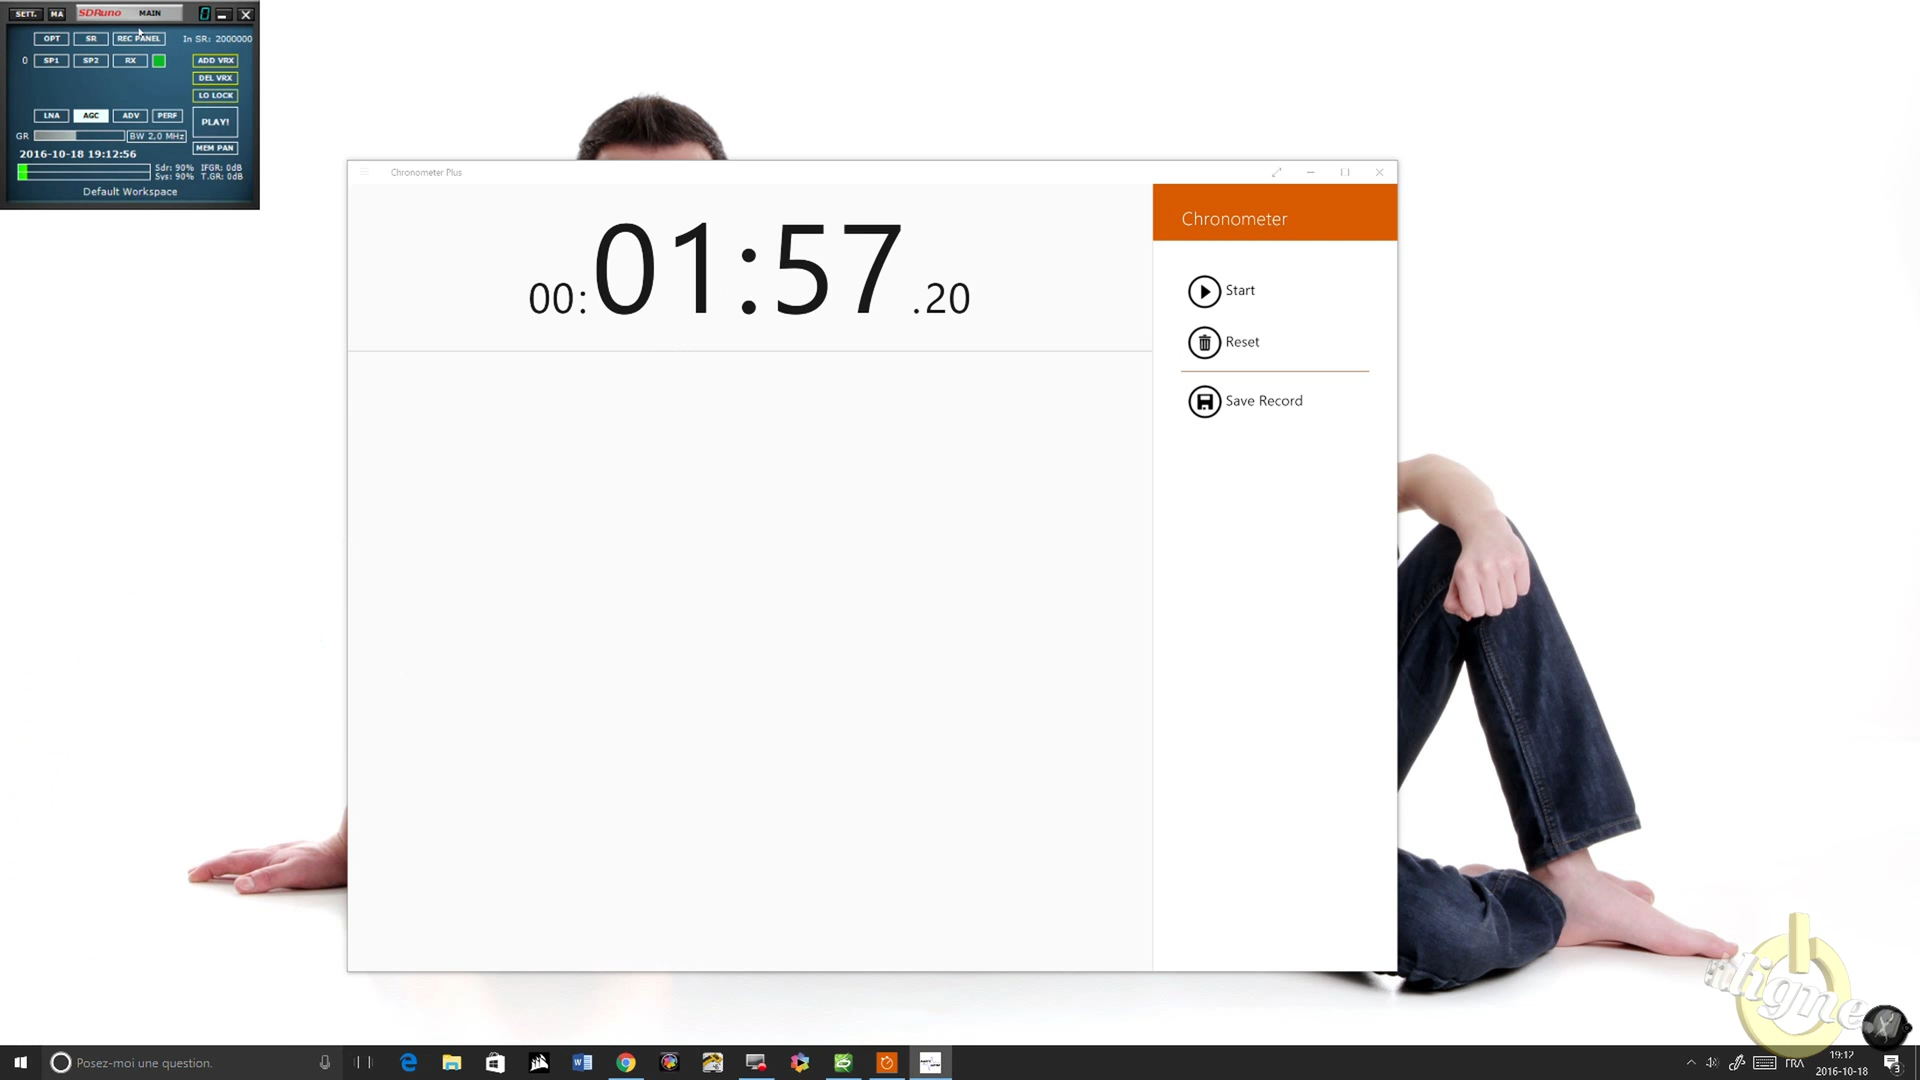 SETT. MA SDRuno MAIN 0
OPT SR REC PANEL In SR: 2000000
0 SP1 SP2 RX ADD VRX
DEL VRX
LO LOCK
LNA AGC ADV PERF PLAY!
GR BW 2.0 MHz
2016-10-18 19:12:56 MEM PAN
Sdr: 90% IFGR: 0dB
Sys: 90% T.GR: 0dB
Default Workspace
Chronometer Plus
00:01:57.20
Chronometer
Start
Reset
Save Record
Posez-moi une question.
FRA
19:12
2016-10-18
3